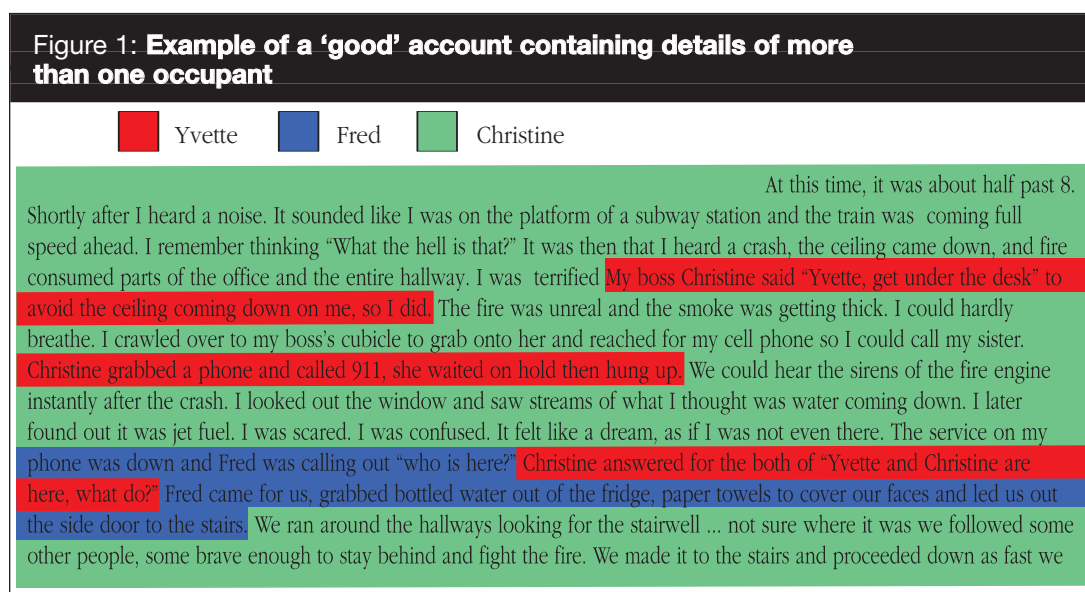 Figure 1: Example of a ‘good’ account containing details of more
than one occupant
Yvette Fred Christine
At this time, it was about half past 8.
Shortly after I heard a noise. It sounded like I was on the platform of a subway station and the train was coming full
speed ahead. I remember thinking “What the hell is that?” It was then that I heard a crash, the ceiling came down, and fire
consumed parts of the office and the entire hallway. I was terrified My boss Christine said “Yvette, get under the desk” to
avoid the ceiling coming down on me, so I did. The fire was unreal and the smoke was getting thick. I could hardly
breathe. I crawled over to my boss’s cubicle to grab onto her and reached for my cell phone so I could call my sister.
Christine grabbed a phone and called 911, she waited on hold then hung up. We could hear the sirens of the fire engine
instantly after the crash. I looked out the window and saw streams of what I thought was water coming down. I later
found out it was jet fuel. I was scared. I was confused. It felt like a dream, as if I was not even there. The service on my
phone was down and Fred was calling out “who is here?” Christine answered for the both of “Yvette and Christine are
here, what do?” Fred came for us, grabbed bottled water out of the fridge, paper towels to cover our faces and led us out
the side door to the stairs. We ran around the hallways looking for the stairwell ... not sure where it was we followed some
other people, some brave enough to stay behind and fight the fire. We made it to the stairs and proceeded down as fast we